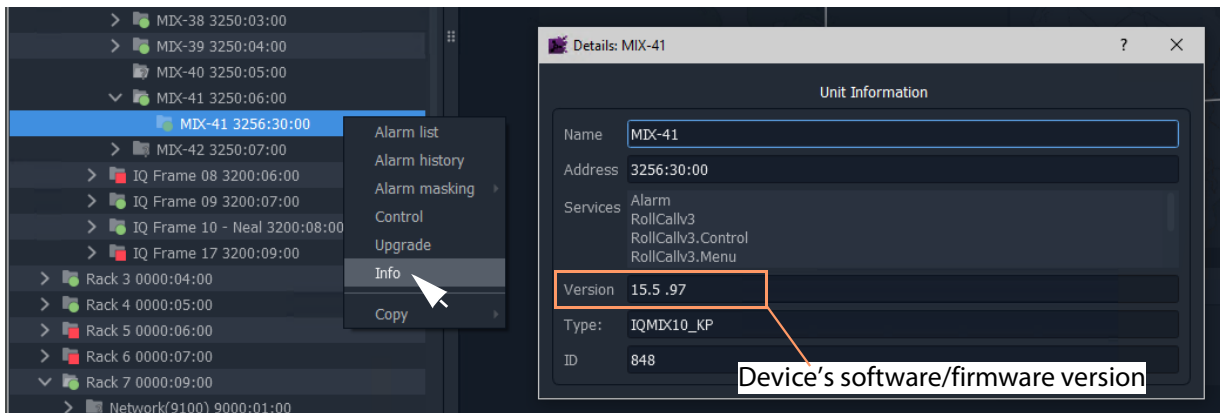 MIX-38 3250:03:00
MIX-39 3250:04:00
MIX-40 3250:05:00
MIX-41 3250:06:00
MIX-41 3256:30:00
MIX-42 3250:07:00
IQ Frame 08 3200:06:00
IQ Frame 09 3200:07:00
IQ Frame 10 - Neal 3200:08:00
IQ Frame 17 3200:09:00
Rack 3 0000:04:00
Rack 4 0000:05:00
Rack 5 0000:06:00
Rack 6 0000:07:00
Rack 7 0000:09:00
Network(9100) 9000:01:00
Alarm list
Alarm history
Alarm masking
Control
Upgrade
Info
Copy
Details: MIX-41 ?
Unit Information
Name MIX-41
Address 3256:30:00
Services Alarm
RollCallv3
RollCallv3.Control
RollCallv3.Menu
Version 15.5 .97
Type: IQMIX10_KP
ID 848
Device’s software/firmware version